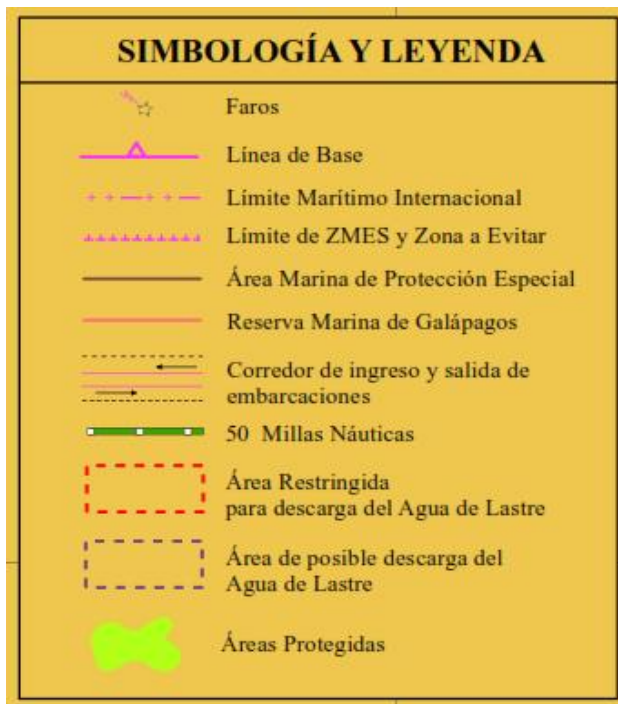 SIMBOLOGÍA Y LEYENDA
Faros
Línea de Base
Límite Marítimo Internacional
Límite de ZMES y Zona a Evitar
Área Marina de Protección Especial
Reserva Marina de Galápagos
Corredor de ingreso y salida de
embarcaciones
50 Millas Náuticas
Área Restringida
para descarga del Agua de Lastre
Área de posible descarga del
Agua de Lastre
Áreas Protegidas